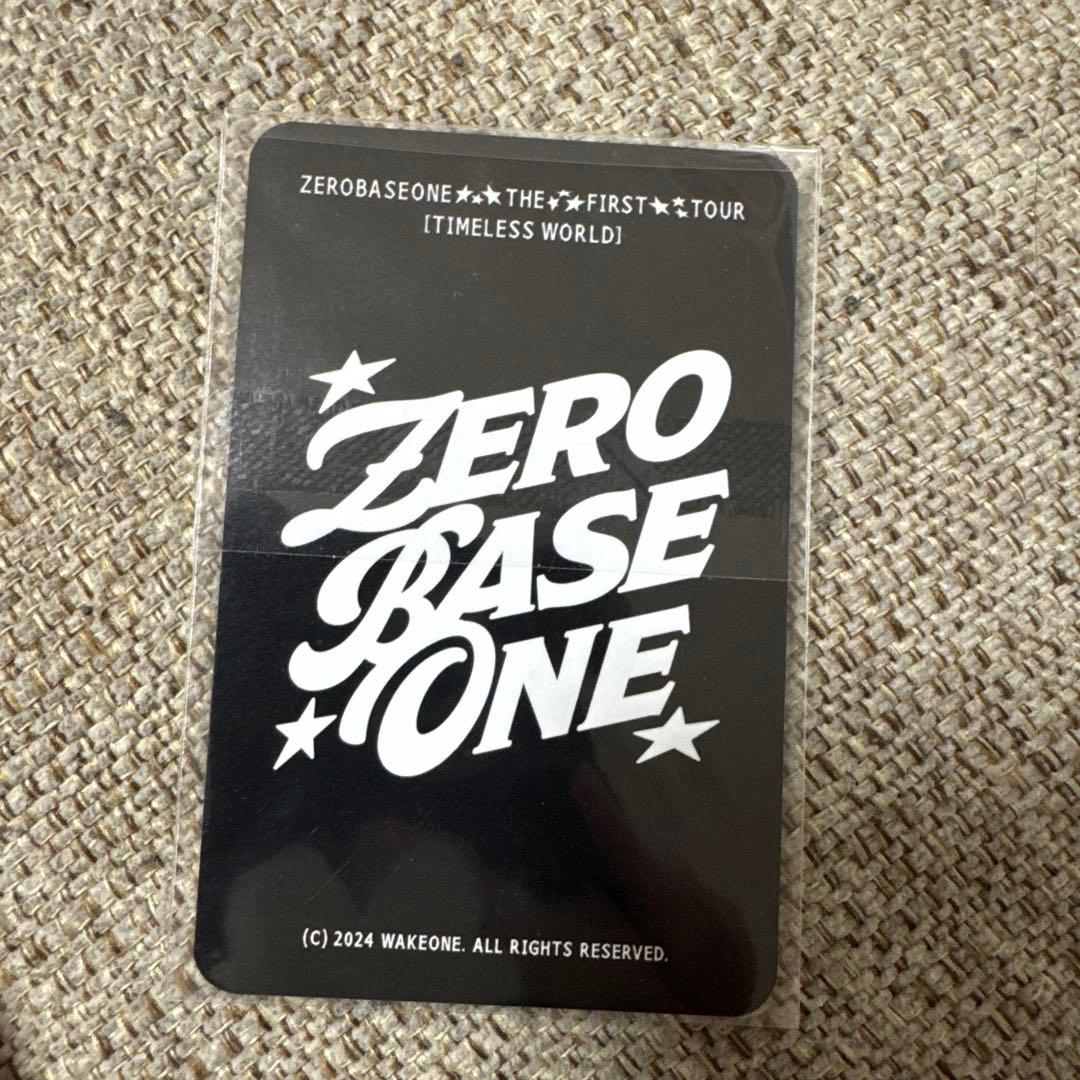 ZEROBASEONE★★★THE★★★FIRST★★★TOUR
[TIMELESS WORLD]
ZERO
BASE
ONE
(C) 2024 WAKEONE. ALL RIGHTS RESERVED.